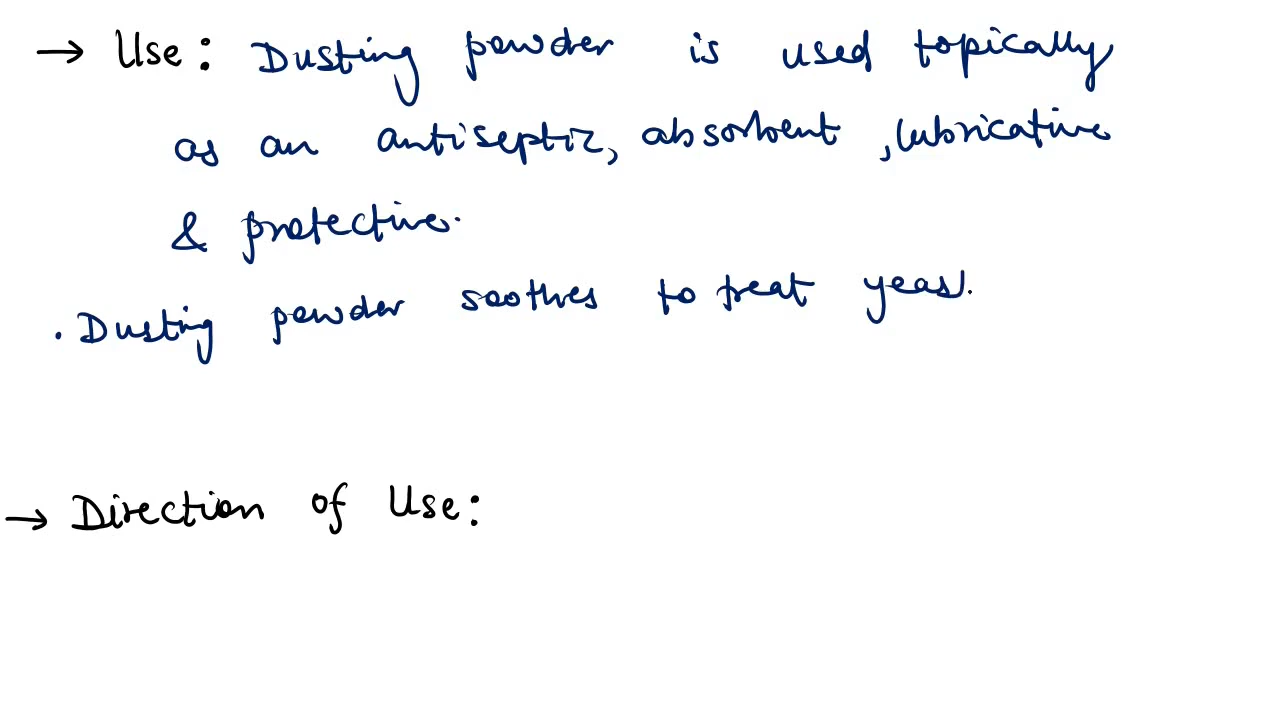 → Use: Dusting powder is used topically
as an antiseptic, absorbent, lubricative
& protective.
. Dusting powder soothes to treat yeast.
→ Direction of Use: